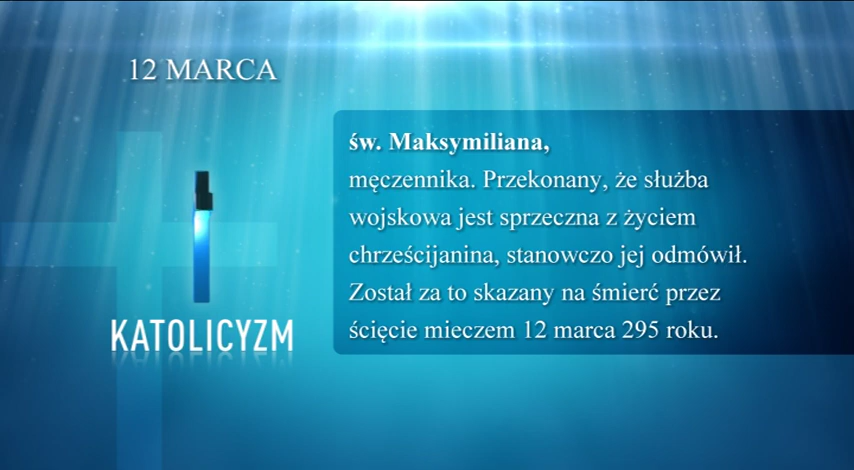 12 MARCA
św. Maksymiliana,
męczennika. Przekonany, że służba
wojskowa jest sprzeczna z życiem
chrześcijanina, stanowczo jej odmówił.
Został za to skazany na śmierć przez
ścięcie mieczem 12 marca 295 roku.
KATOLICYZM